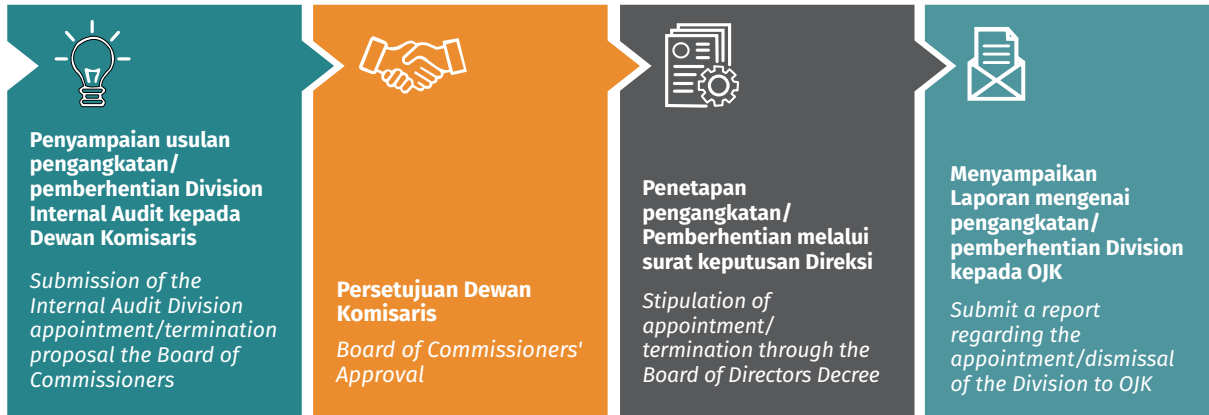 Penyampaian usulan
pengangkatan/
pemberhentian Division
Internal Audit kepada
Dewan Komisaris
Submission of the
Internal Audit Division
appointment/termination
proposal the Board of
Commissioners
Persetujuan Dewan
Komisaris
Board of Commissioners'
Approval
Penetapan
pengangkatan/
Pemberhentian melalui
surat keputusan Direksi
Stipulation of
appointment/
termination through the
Board of Directors Decree
Menyampaikan
Laporan mengenai
pengangkatan/
pemberhentian Division
kepada OJK
Submit a report
regarding the
appointment/dismissal
of the Division to OJK